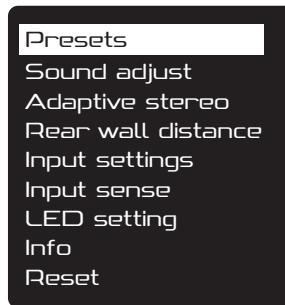 Presets
Sound adjust
Adaptive stereo
Rear wall distance
Input settings
Input sense
LED setting
Info
Reset